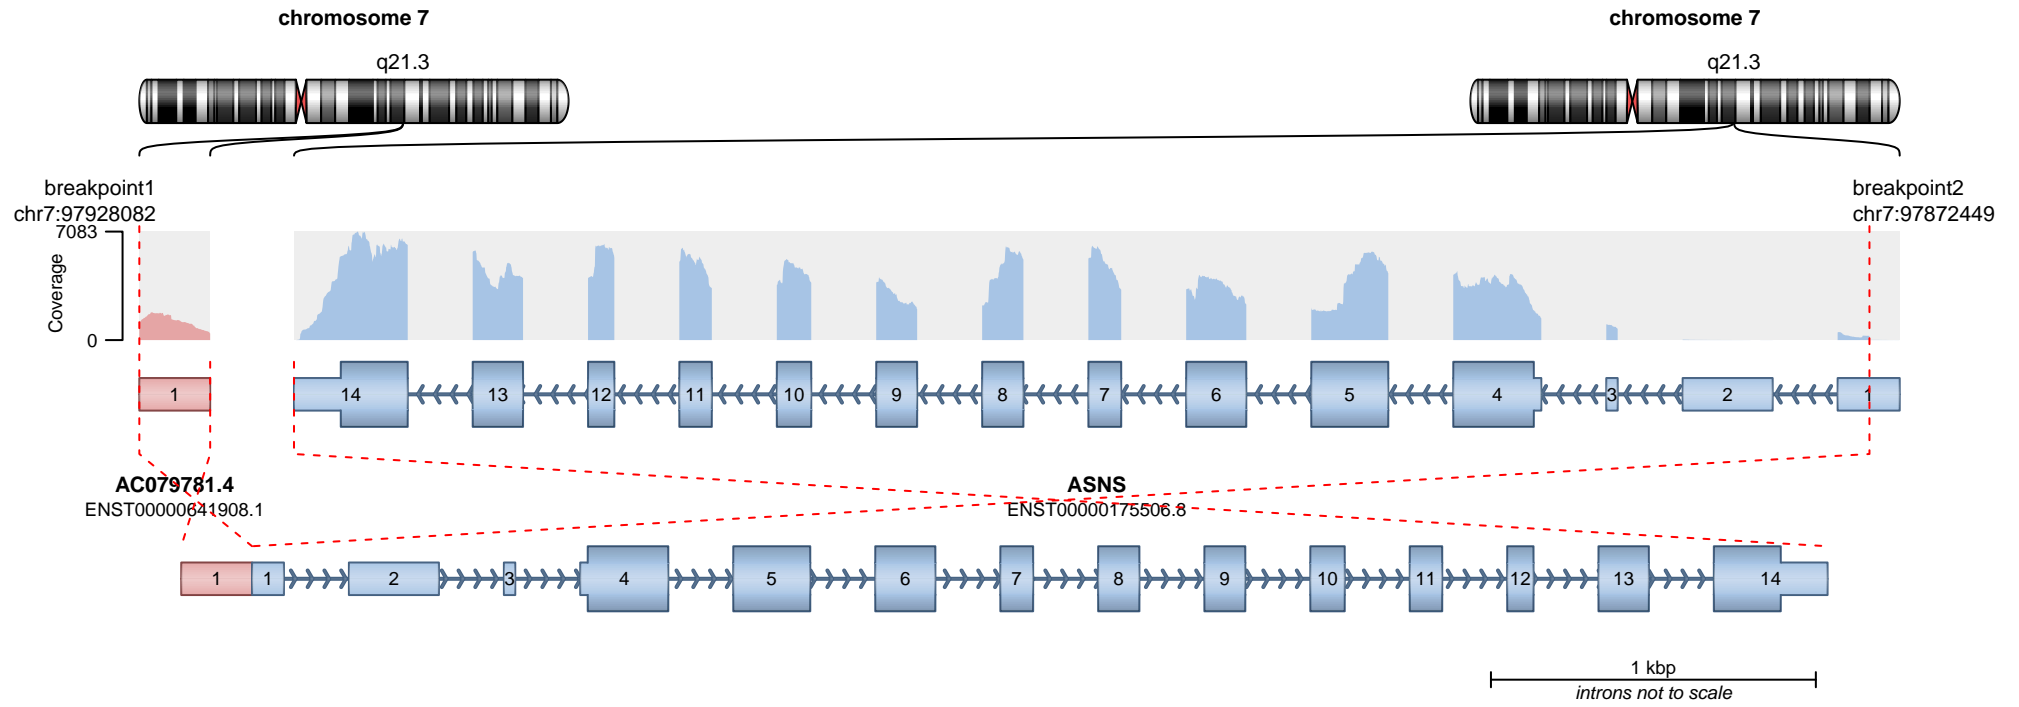 chromosome 7
chromosome 7
q21.3
q21.3
breakpoint1
chr7:97928082
breakpoint2
chr7:97872449
7083
Coverage
0
1
14
13
12
11
10
9
8
7
6
5
4
3
2
1
AC079781.4
ENST00000641908.1
ASNS
ENST00000175506.8
1
1
2
3
4
5
6
7
8
9
10
11
12
13
14
1 kbp
introns not to scale